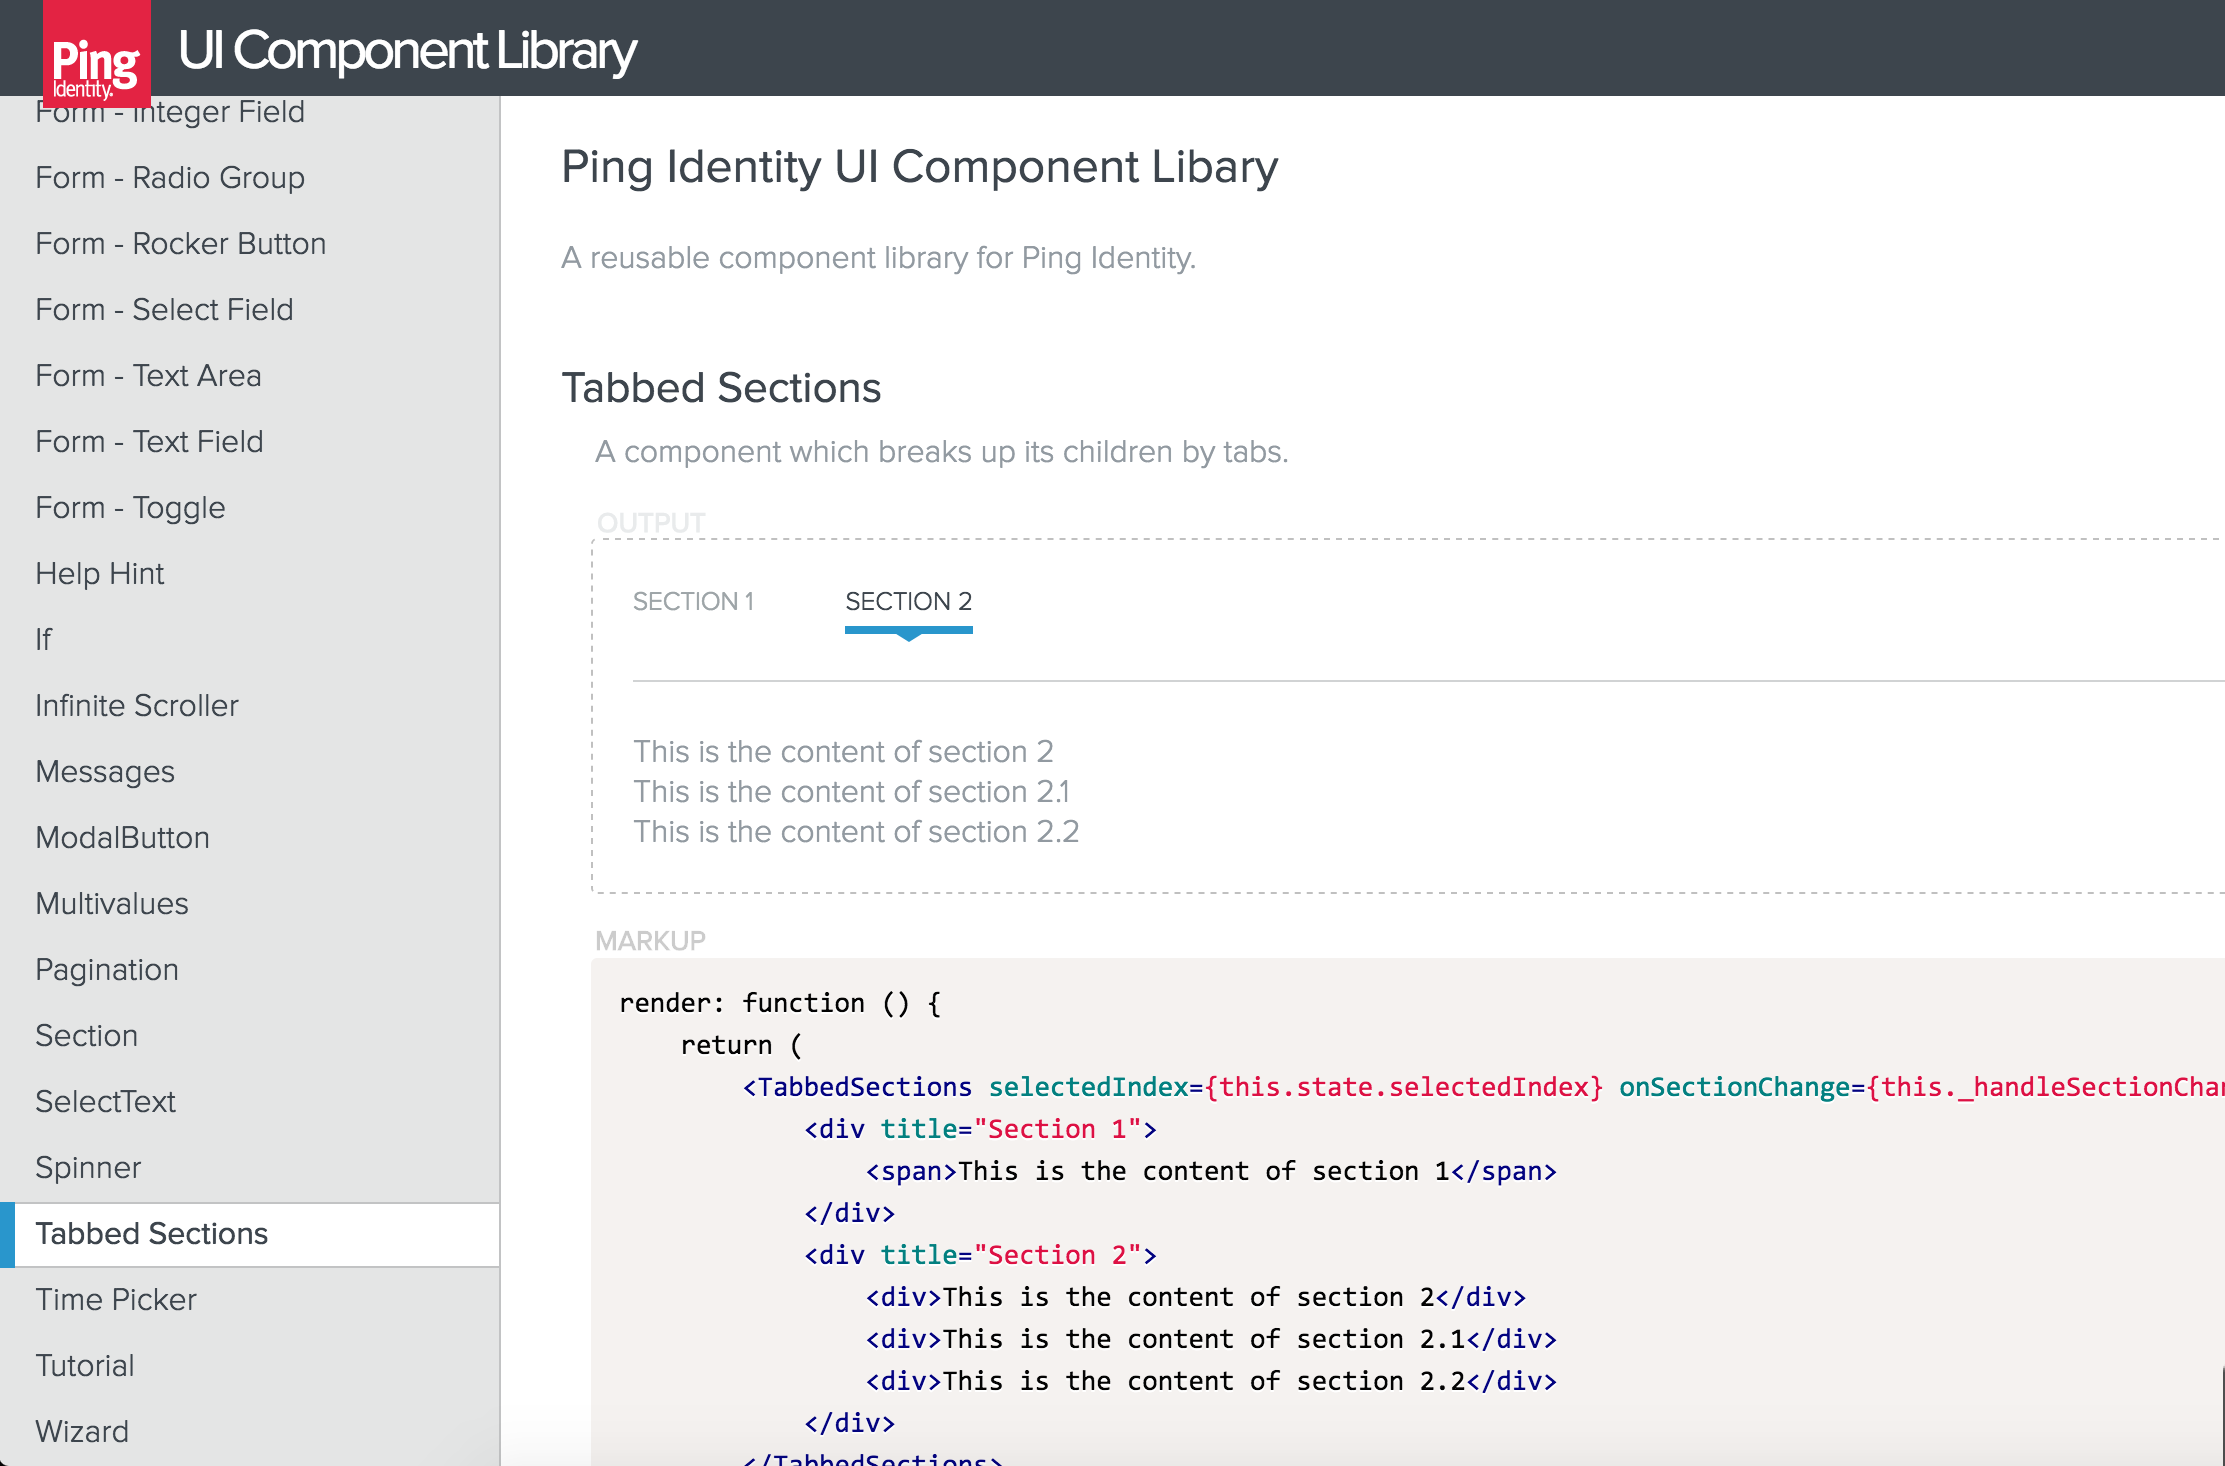 Ping
Identity.
UI Component Library
Form - Integer Field
Form - Radio Group
Form - Rocker Button
Form - Select Field
Form - Text Area
Form - Text Field
Form - Toggle
Help Hint
If
Infinite Scroller
Messages
ModalButton
Multivalues
Pagination
Section
SelectText
Spinner
Tabbed Sections
Time Picker
Tutorial
Wizard
Ping Identity UI Component Libary
A reusable component library for Ping Identity.
Tabbed Sections
A component which breaks up its children by tabs.
OUTPUT
SECTION 1 SECTION 2
This is the content of section 2
This is the content of section 2.1
This is the content of section 2.2
MARKUP
render: function () {
return (
<TabbedSections selectedIndex={this.state.selectedIndex} onSectionChange={this._handleSectionChan
<div title="Section 1">
<span>This is the content of section 1</span>
</div>
<div title="Section 2">
<div>This is the content of section 2</div>
<div>This is the content of section 2.1</div>
<div>This is the content of section 2.2</div>
</div>
</TabbedSections>